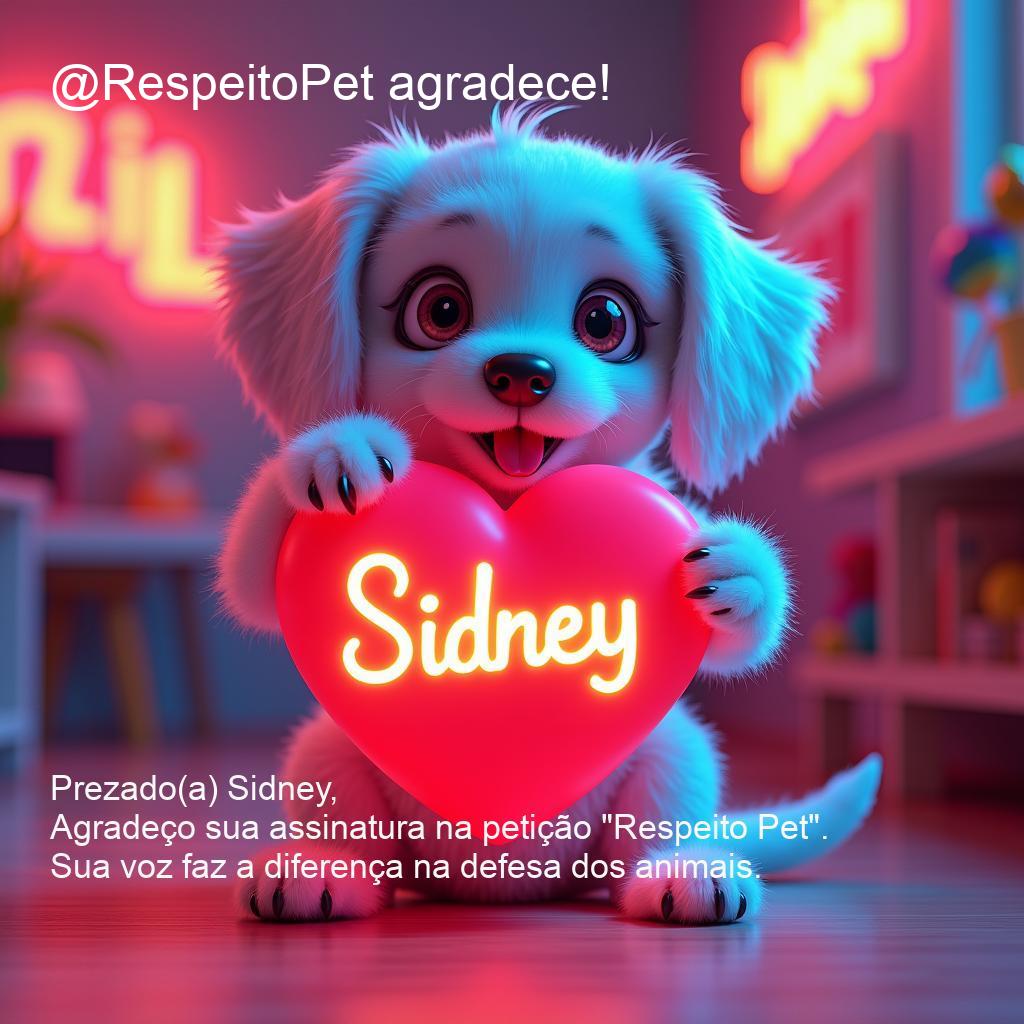 @RespeitoPet agradece!
Sidney
Prezado(a) Sidney,
Agradeço sua assinatura na petição "Respeito Pet".
Sua voz faz a diferença na defesa dos animais.